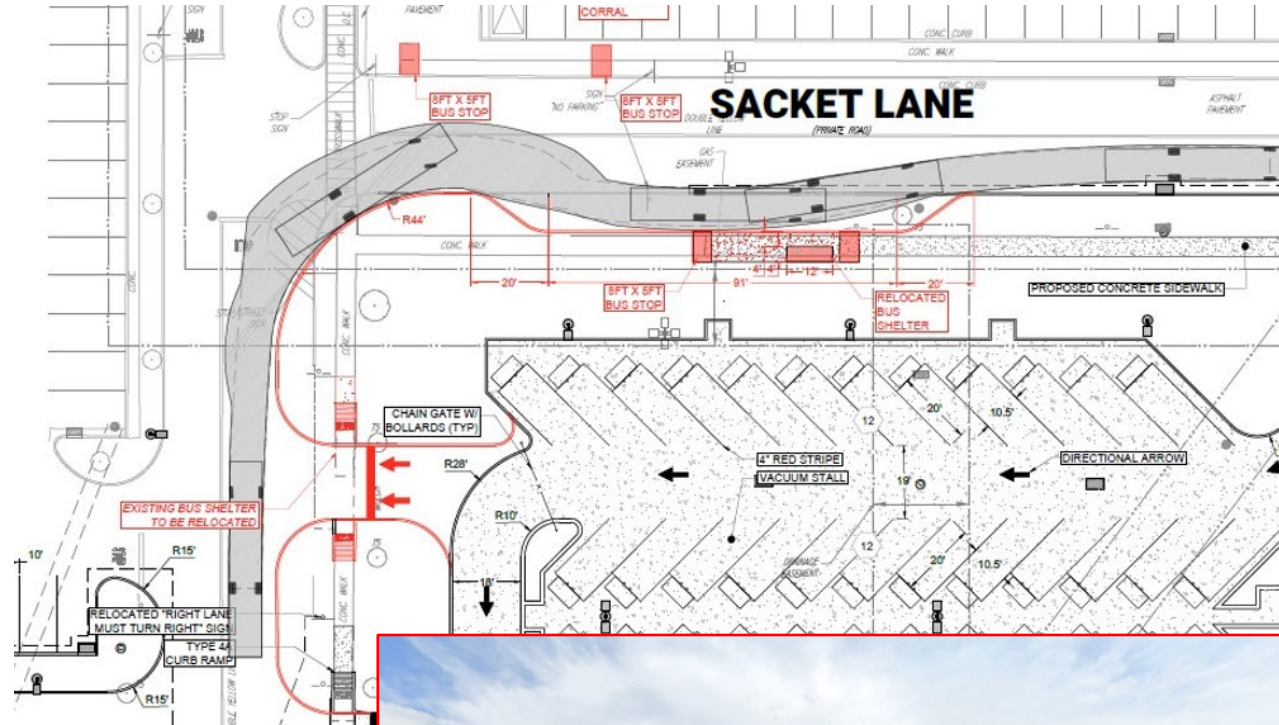 CORRAL
SIGN
PAVEMENT
CONC. CURB
CONC. WALK
CONC. CURB
8FT X 5FT
BUS STOP
SIGN
"NO PARKING"
8FT X 5FT
BUS STOP
SACKET LANE
(PRIVATE ROAD)
DOUBLE YELLOW
LINE
ASPHALT
PAVEMENT
STOP
SIGN
CROSSWALK
GAS
EASEMENT
R44'
CONC. WALK
20'
4' 4'
12'
91'
20'
8FT X 5FT
BUS STOP
RELOCATED
BUS
SHELTER
PROPOSED CONCRETE SIDEWALK
CONC.
CONC. WALK
CHAIN GATE W/
BOLLARDS (TYP)
20'
10.5'
12
R28'
4" RED STRIPE
DIRECTIONAL ARROW
VACUUM STALL
19'
EXISTING BUS SHELTER
TO BE RELOCATED
R10'
12
DRAINAGE
EASEMENT
20'
10.5'
10'
R15'
18'
RELOCATED "RIGHT LANE
MUST TURN RIGHT" SIGN
CONC. WALK
TYPE 4A
CURB RAMP
R15'